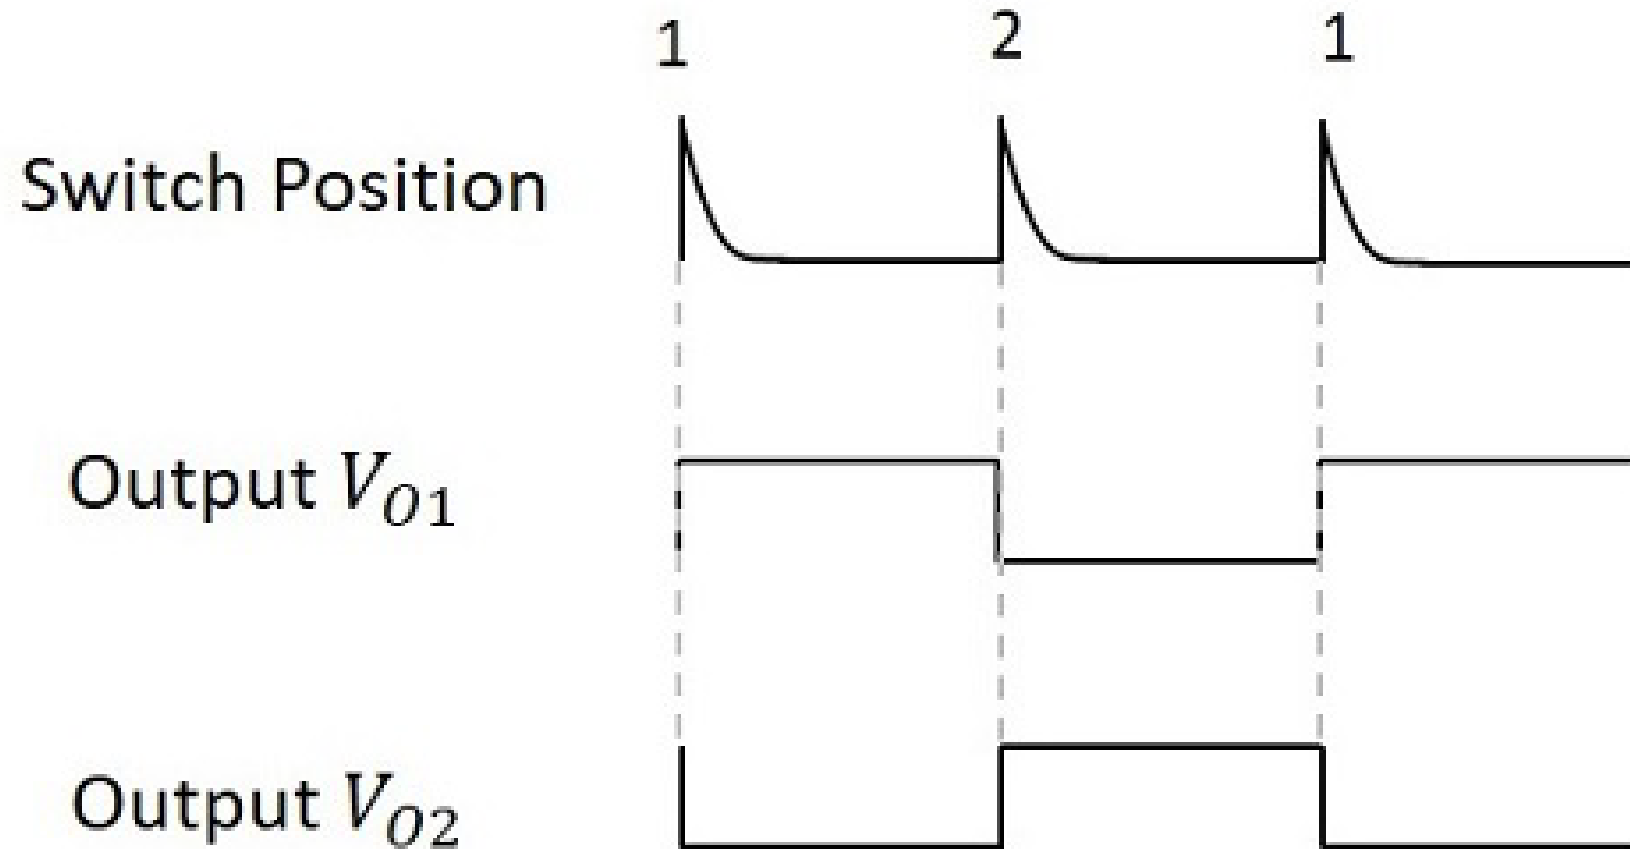 1 2 1
Switch Position
Output V_{O1}
Output V_{O2}